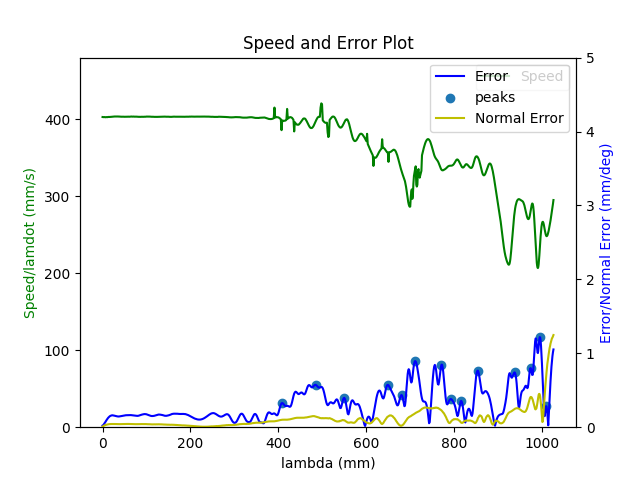 Speed and Error Plot
Error
Speed
peaks
Normal Error
Speed/lamdot (mm/s)
400
300
200
100
0
5
4
3
2
1
0
Error/Normal Error (mm/deg)
0 200 400 600 800 1000
lambda (mm)